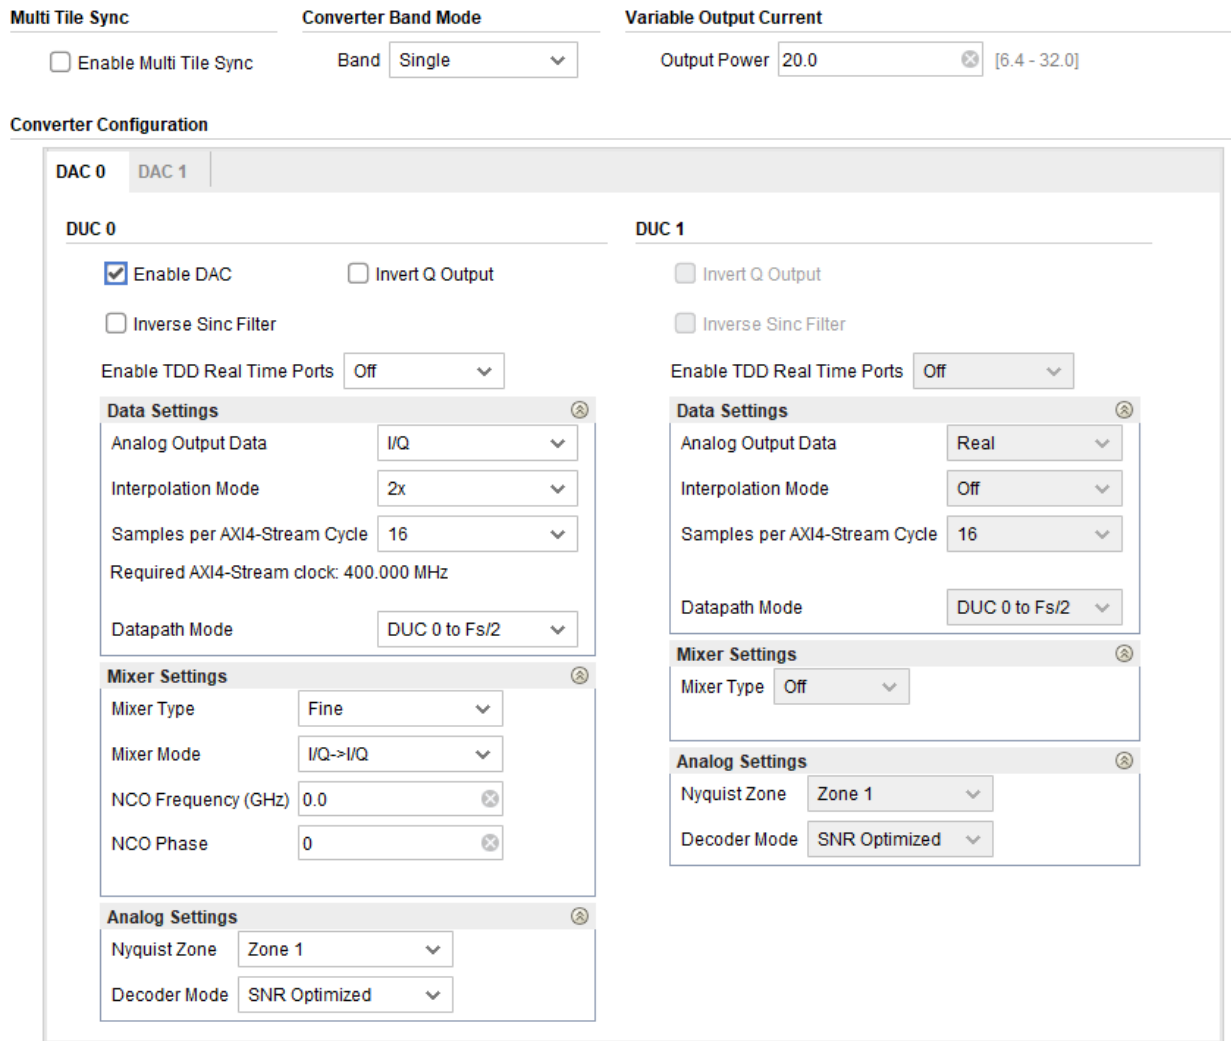 Multi Tile Sync
Converter Band Mode
Variable Output Current
Enable Multi Tile Sync
Band Single
Output Power 20.0 [6.4 - 32.0]
Converter Configuration
DAC 0 DAC 1
DUC 0
Enable DAC Invert Q Output
Inverse Sinc Filter
Enable TDD Real Time Ports Off
Data Settings
Analog Output Data I/Q
Interpolation Mode 2x
Samples per AXI4-Stream Cycle 16
Required AXI4-Stream clock: 400.000 MHz
Datapath Mode DUC 0 to Fs/2
Mixer Settings
Mixer Type Fine
Mixer Mode I/Q->I/Q
NCO Frequency (GHz) 0.0
NCO Phase 0
Analog Settings
Nyquist Zone Zone 1
Decoder Mode SNR Optimized
DUC 1
Invert Q Output
Inverse Sinc Filter
Enable TDD Real Time Ports Off
Data Settings
Analog Output Data Real
Interpolation Mode Off
Samples per AXI4-Stream Cycle 16
Datapath Mode DUC 0 to Fs/2
Mixer Settings
Mixer Type Off
Analog Settings
Nyquist Zone Zone 1
Decoder Mode SNR Optimized